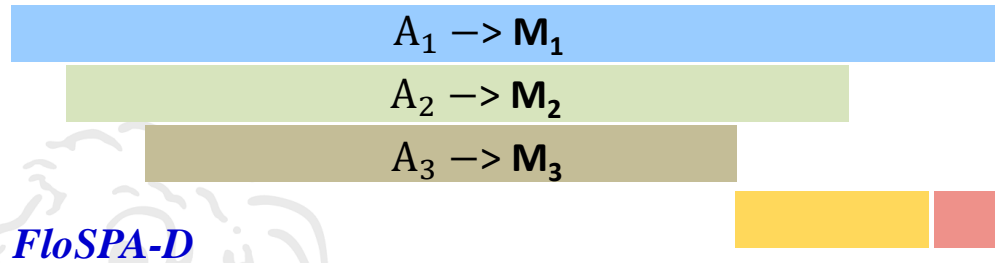 A₁ —> M₁
A₂ —> M₂
A₃ —> M₃
FloSPA-D